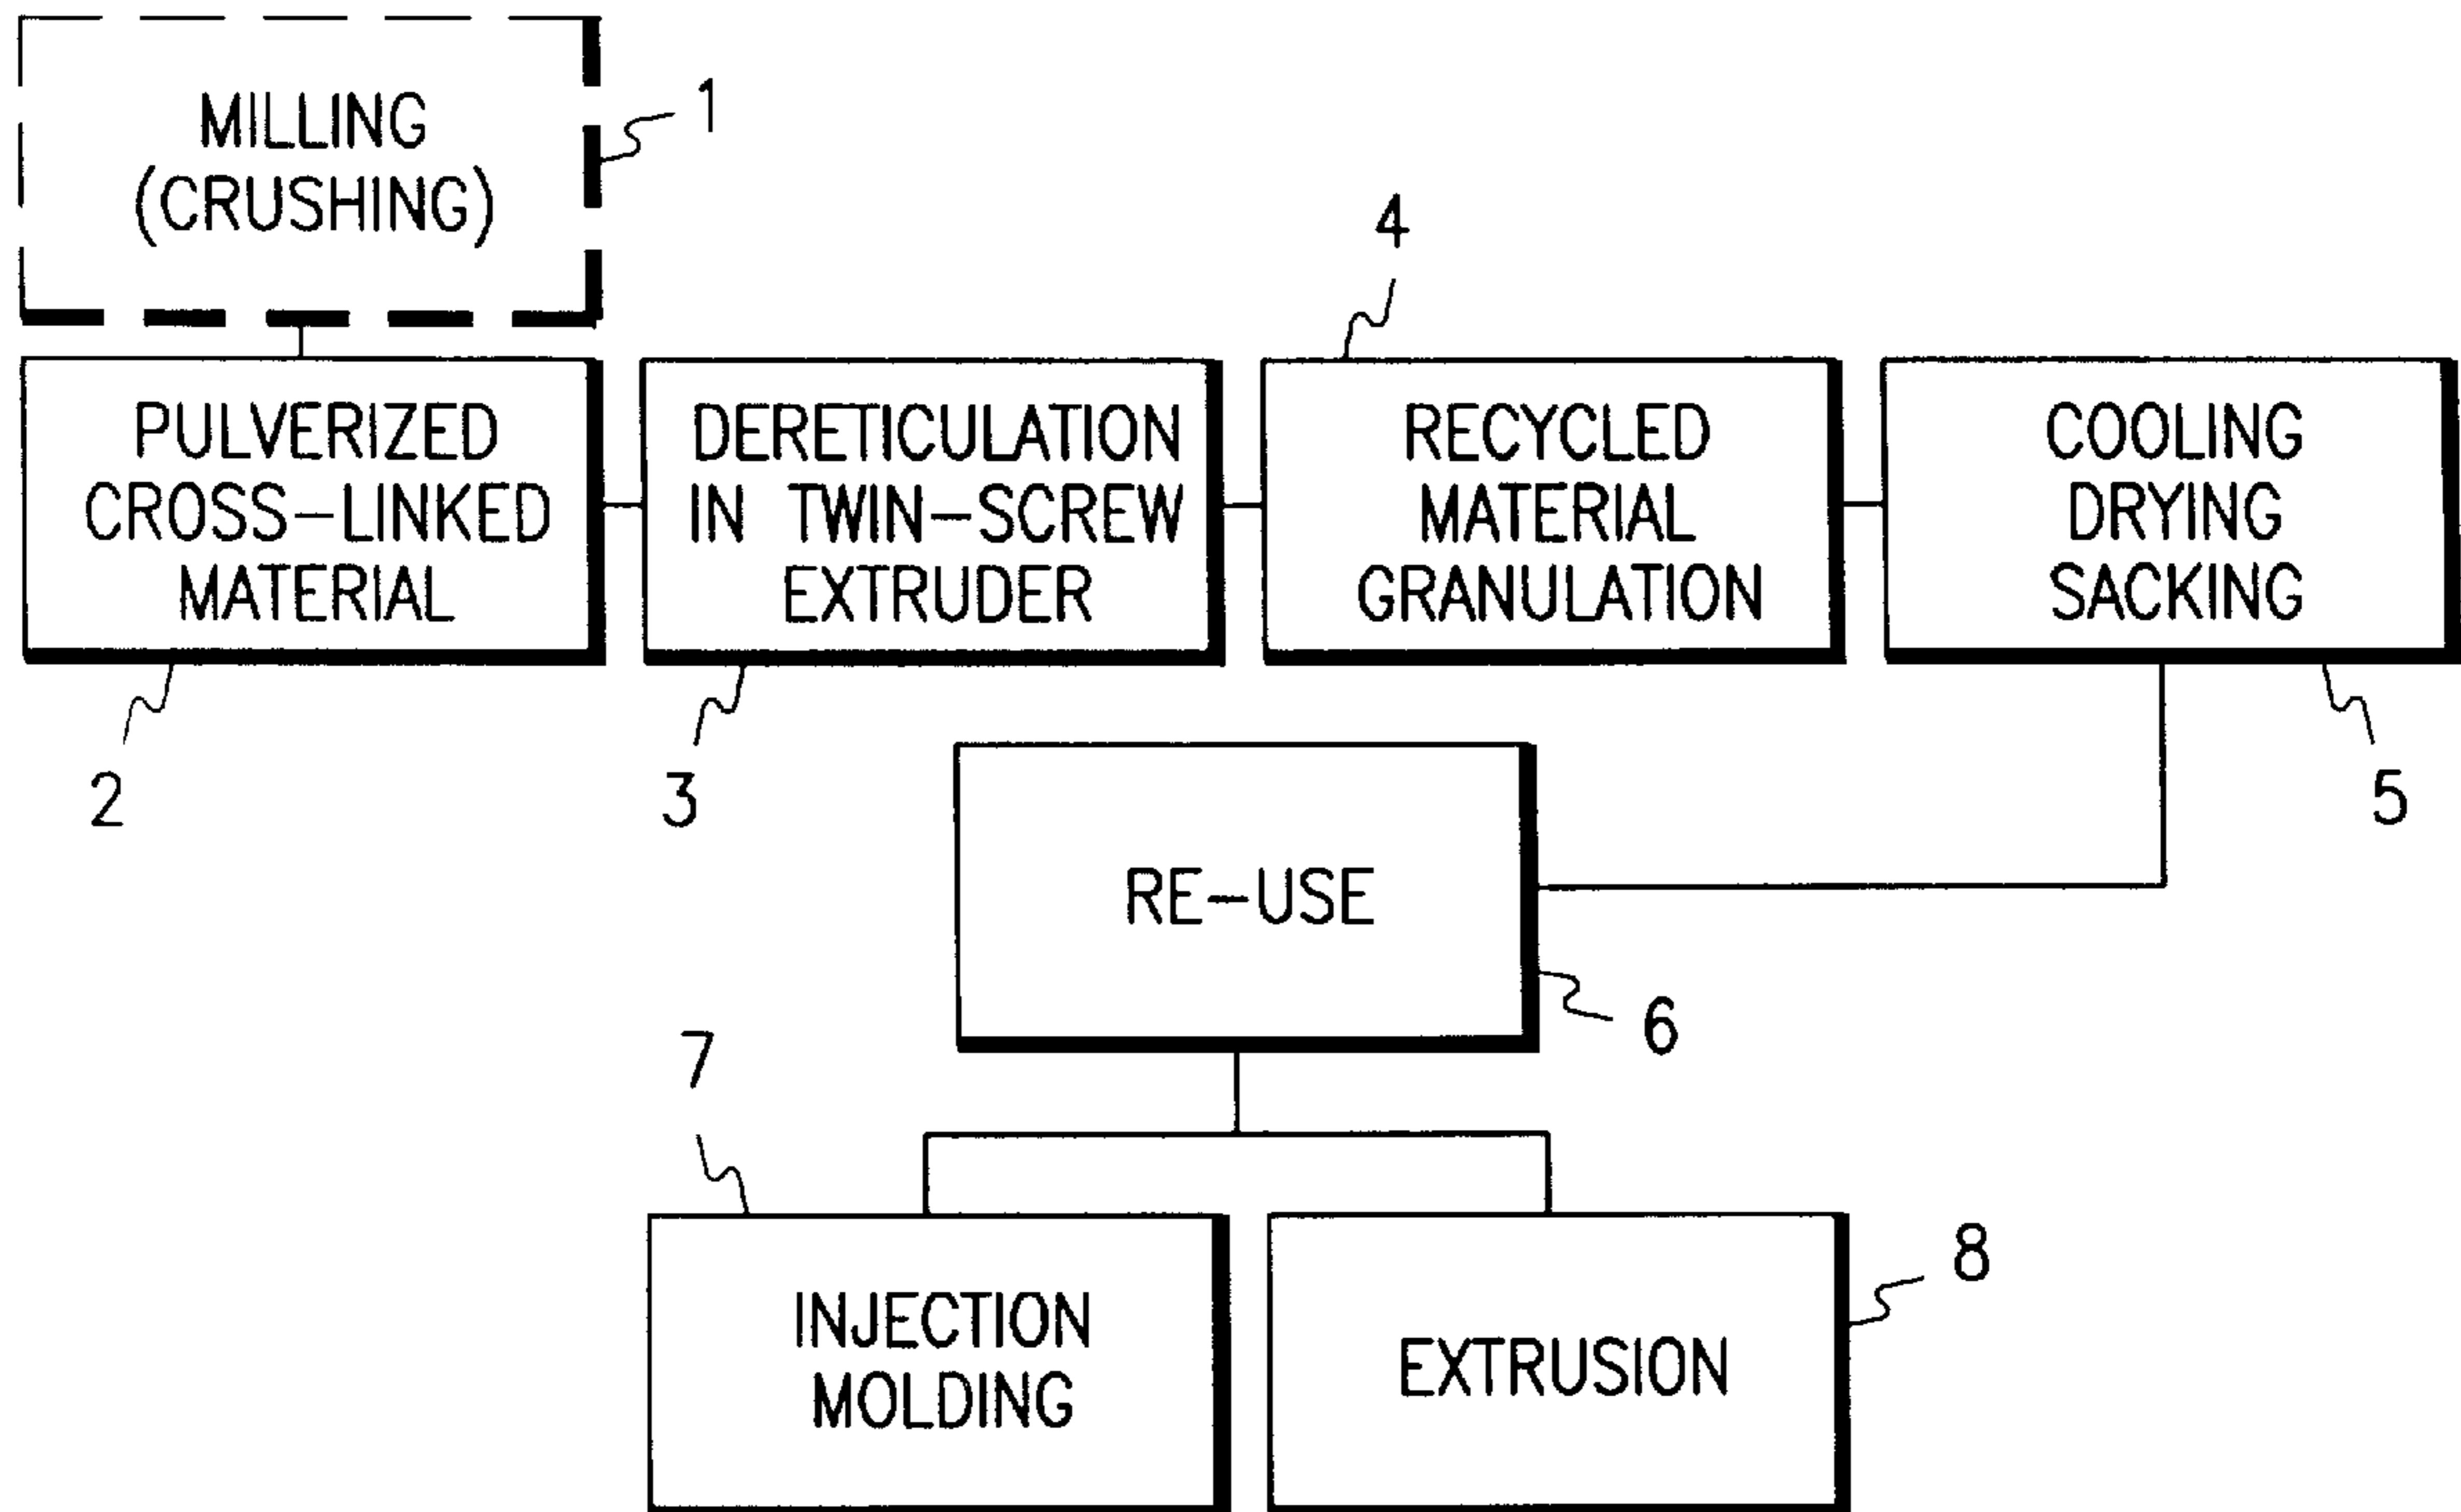 MILLING
(CRUSHING)
1
4
PULVERIZED
CROSS-LINKED
MATERIAL
DERETICULATION
IN TWIN-SCREW
EXTRUDER
RECYCLED
MATERIAL
GRANULATION
COOLING
DRYING
SACKING
2
3
5
RE-USE
6
7
INJECTION
MOLDING
EXTRUSION
8